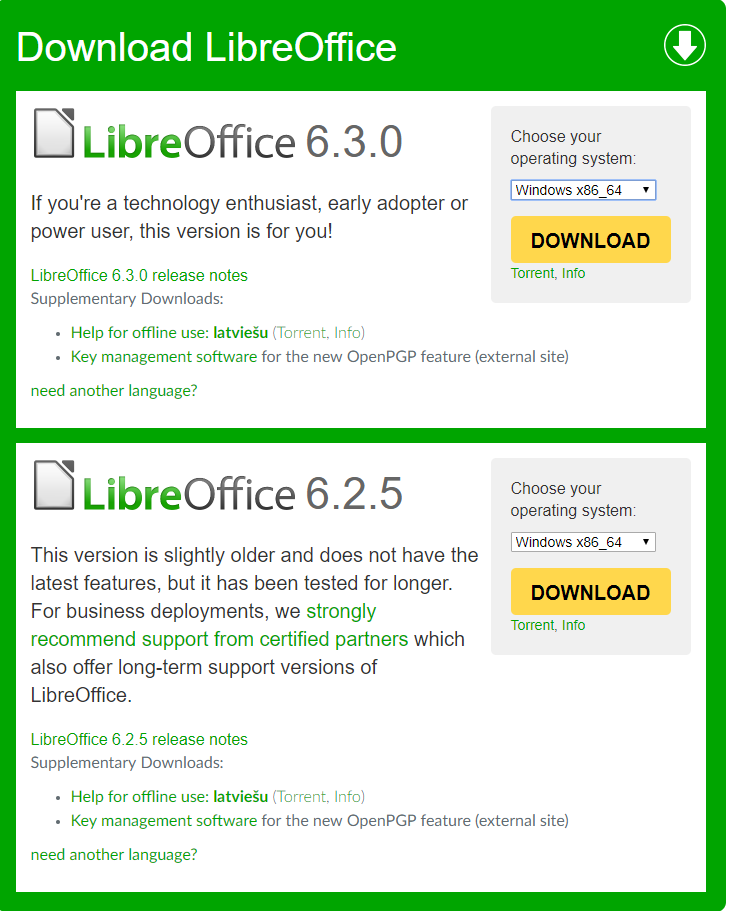 Download LibreOffice
LibreOffice 6.3.0
If you're a technology enthusiast, early adopter or
power user, this version is for you!
LibreOffice 6.3.0 release notes
Supplementary Downloads:
• Help for offline use: latviešu (Torrent, Info)
• Key management software for the new OpenPGP feature (external site)
need another language?
Choose your
operating system:
Windows x86_64
DOWNLOAD
Torrent, Info
LibreOffice 6.2.5
This version is slightly older and does not have the
latest features, but it has been tested for longer.
For business deployments, we strongly
recommend support from certified partners which
also offer long-term support versions of
LibreOffice.
LibreOffice 6.2.5 release notes
Supplementary Downloads:
• Help for offline use: latviešu (Torrent, Info)
• Key management software for the new OpenPGP feature (external site)
need another language?
Choose your
operating system:
Windows x86_64
DOWNLOAD
Torrent, Info